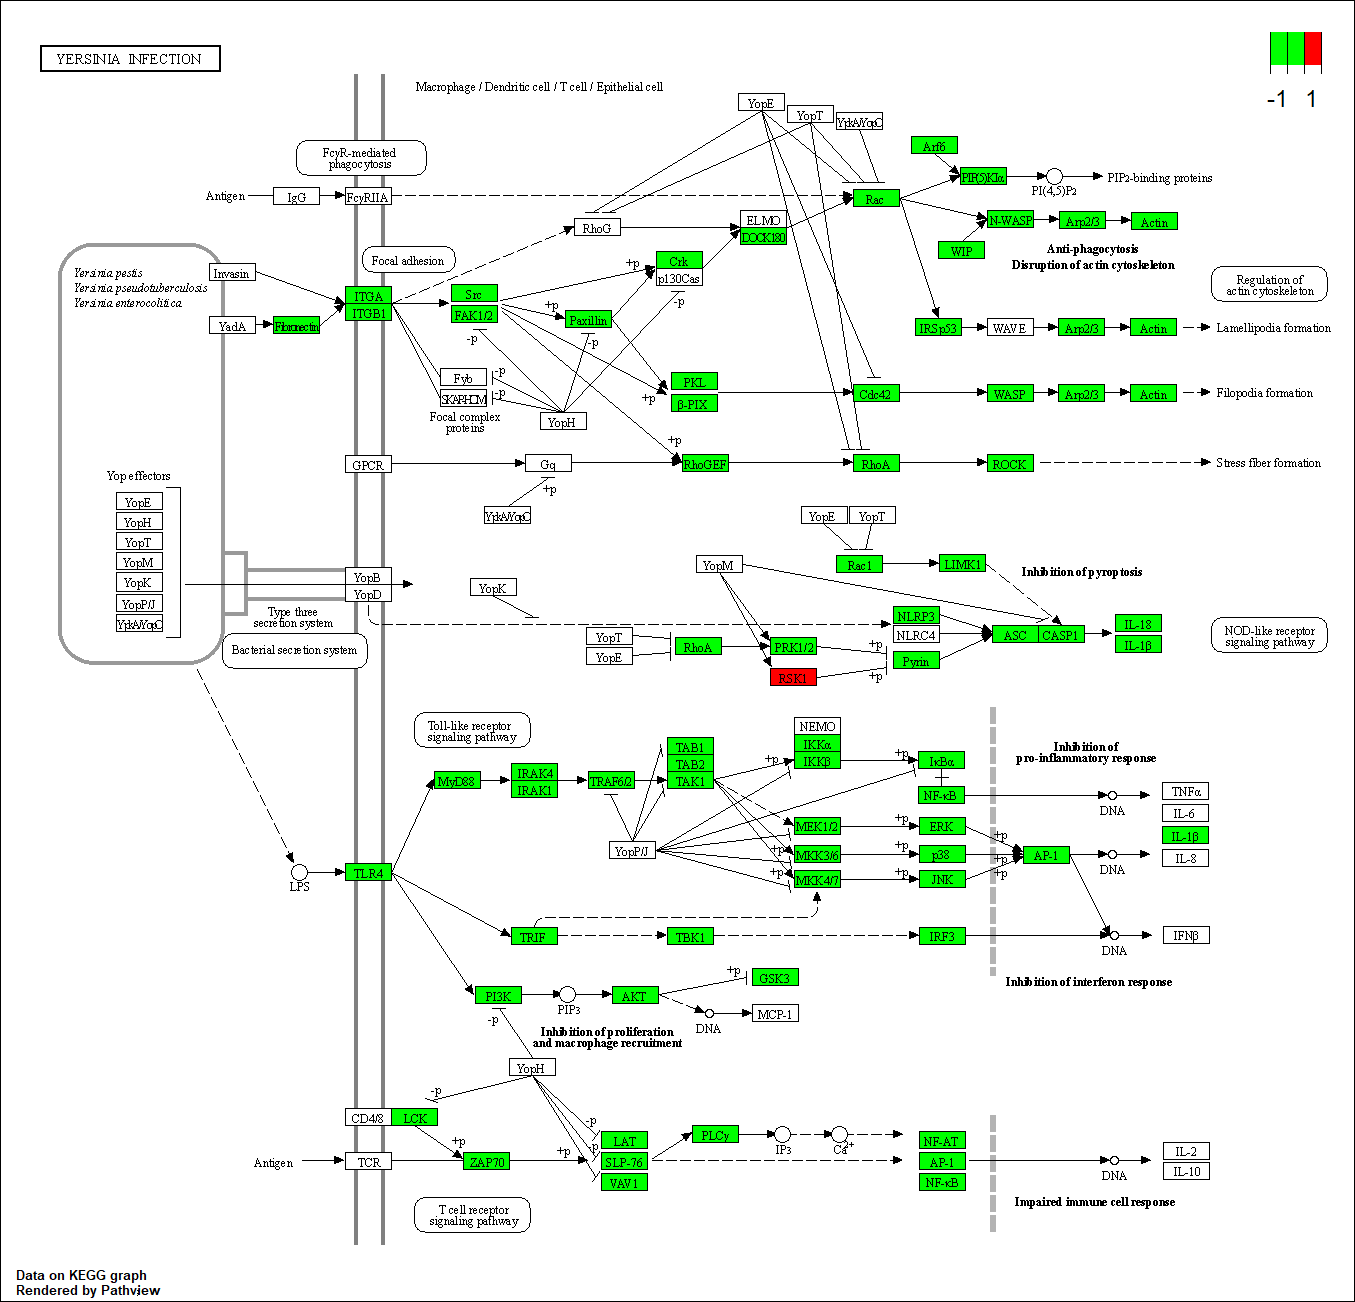 YERSINIA INFECTION
-1 1
Macrophage / Dendritic cell / T cell / Epithelial cell
YopE
YopT
YpkA/YopO
FcγR-mediated
phagocytosis
Antigen
IgG
FcγRIIA
Rac
Arf6
PIP(5)KIα
PI(4,5)P2
PIP2-binding proteins
RhoG
ELMO
DOCK180
N-WASP
Arp2/3
Actin
WIP
Anti-phagocytosis
Disruption of actin cytoskeleton
Focal adhesion
Yersinia pestis
Yersinia pseudotuberculosis
Yersinia enterocolitica
Invasin
YadA
Fibronectin
ITGA
ITGB1
Src
FAK1/2
+p
Crk
p130Cas
-p
+p
Paxillin
-p
-p
Regulation of
actin cytoskeleton
IRSp53
WAVE
Arp2/3
Actin
Lamellipodia formation
Fyb
SKAP-HOM
-p
-p
Focal complex
proteins
YopH
PKL
β-PIX
+p
Cdc42
WASP
Arp2/3
Actin
Filopodia formation
+p
GPCR
Gq
+p
RhoGEF
RhoA
ROCK
Stress fiber formation
YpkA/YopO
Yop effectors
YopE
YopH
YopT
YopM
YopK
YopP/J
YpkA/YopO
YopB
YopD
Type three
secretion system
Bacterial secretion system
YopE
YopT
YopM
Rac1
LIMK1
Inhibition of pyroptosis
YopK
YopT
YopE
RhoA
PRK1/2
RSK1
+p
+p
NLRP3
NLRC4
Pyrin
ASC
CASP1
IL-18
IL-1β
NOD-like receptor
signaling pathway
Toll-like receptor
signaling pathway
MyD88
IRAK4
IRAK1
TRAF6/2
TAB1
TAB2
TAK1
NEMO
IKKα
IKKβ
+p
+p
IκBα
NF-κB
Inhibition of
pro-inflammatory response
DNA
TNFα
IL-6
IL-1β
IL-8
YopP/J
MEK1/2
MKK3/6
MKK4/7
+p
+p
+p
+p
+p
ERK
p38
JNK
+p
+p
+p
AP-1
DNA
LPS
TLR4
TRIF
TBK1
IRF3
DNA
IFNβ
Inhibition of interferon response
PI3K
PIP3
AKT
+p
GSK3
DNA
MCP-1
-p
Inhibition of proliferation
and macrophage recruitment
YopH
-p
CD4/8
LCK
+p
-p
-p
+p
Antigen
TCR
ZAP70
LAT
SLP-76
VAV1
PLCγ
IP3
Ca2+
NF-AT
AP-1
NF-κB
DNA
IL-2
IL-10
Impaired immune cell response
T cell receptor
signaling pathway
Data on KEGG graph
Rendered by Pathview